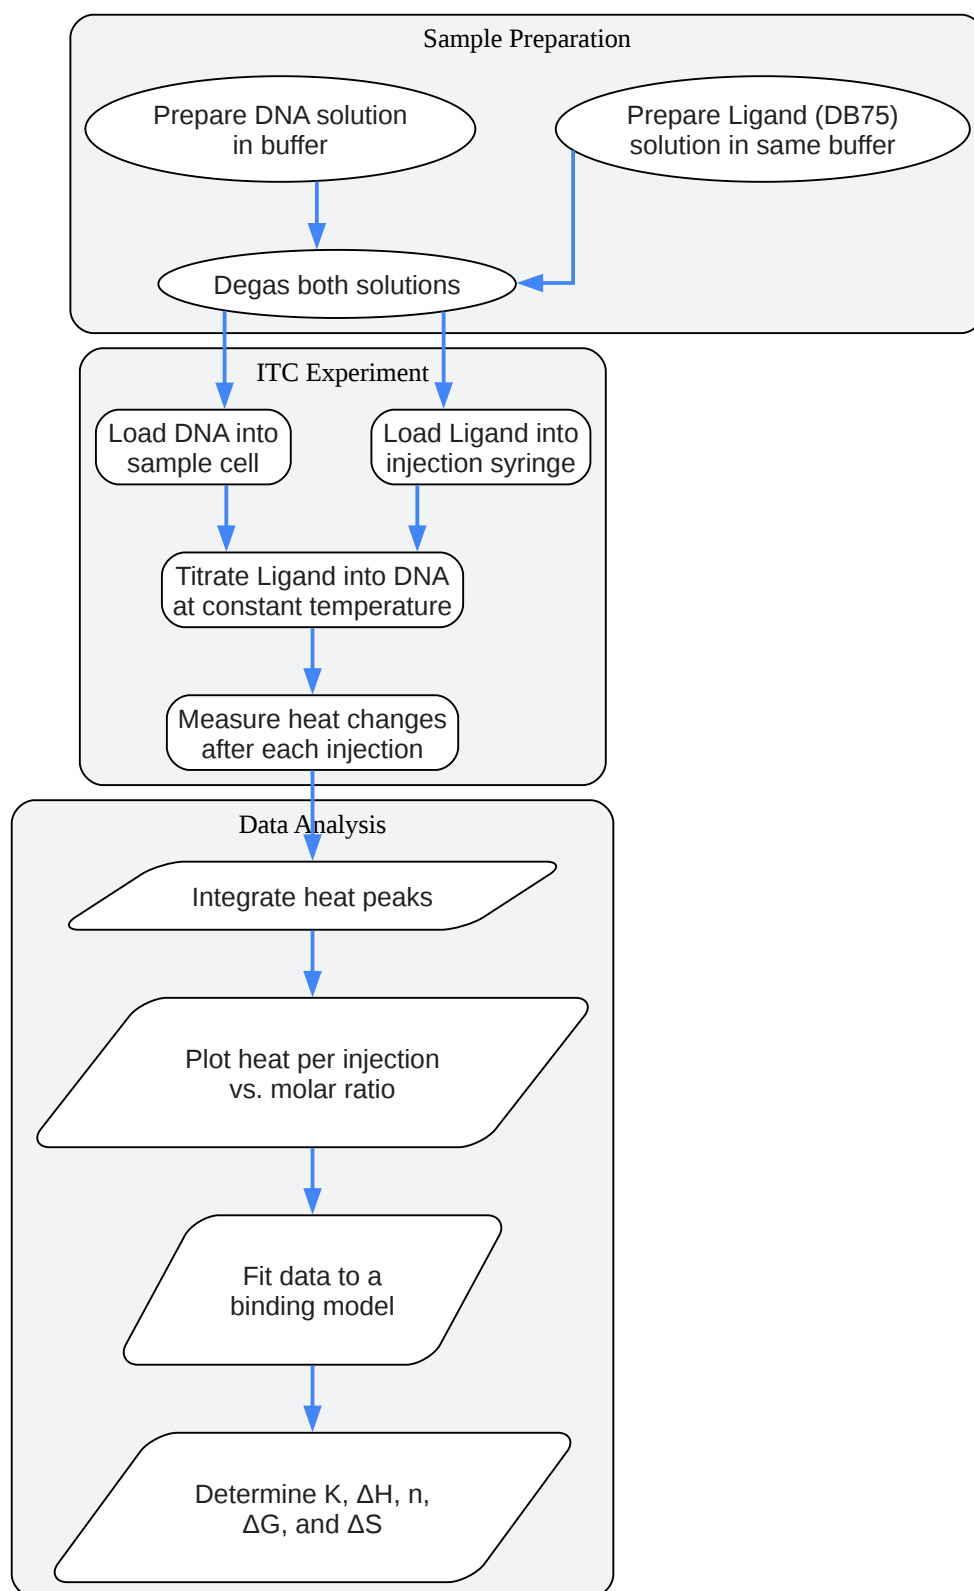 Sample Preparation
Prepare DNA solution
in buffer
Prepare Ligand (DB75)
solution in same buffer
Degas both solutions
ITC Experiment
Load DNA into
sample cell
Load Ligand into
injection syringe
Titrate Ligand into DNA
at constant temperature
Measure heat changes
after each injection
Data Analysis
Integrate heat peaks
Plot heat per injection
vs. molar ratio
Fit data to a
binding model
Determine K, ΔH, n,
ΔG, and ΔS